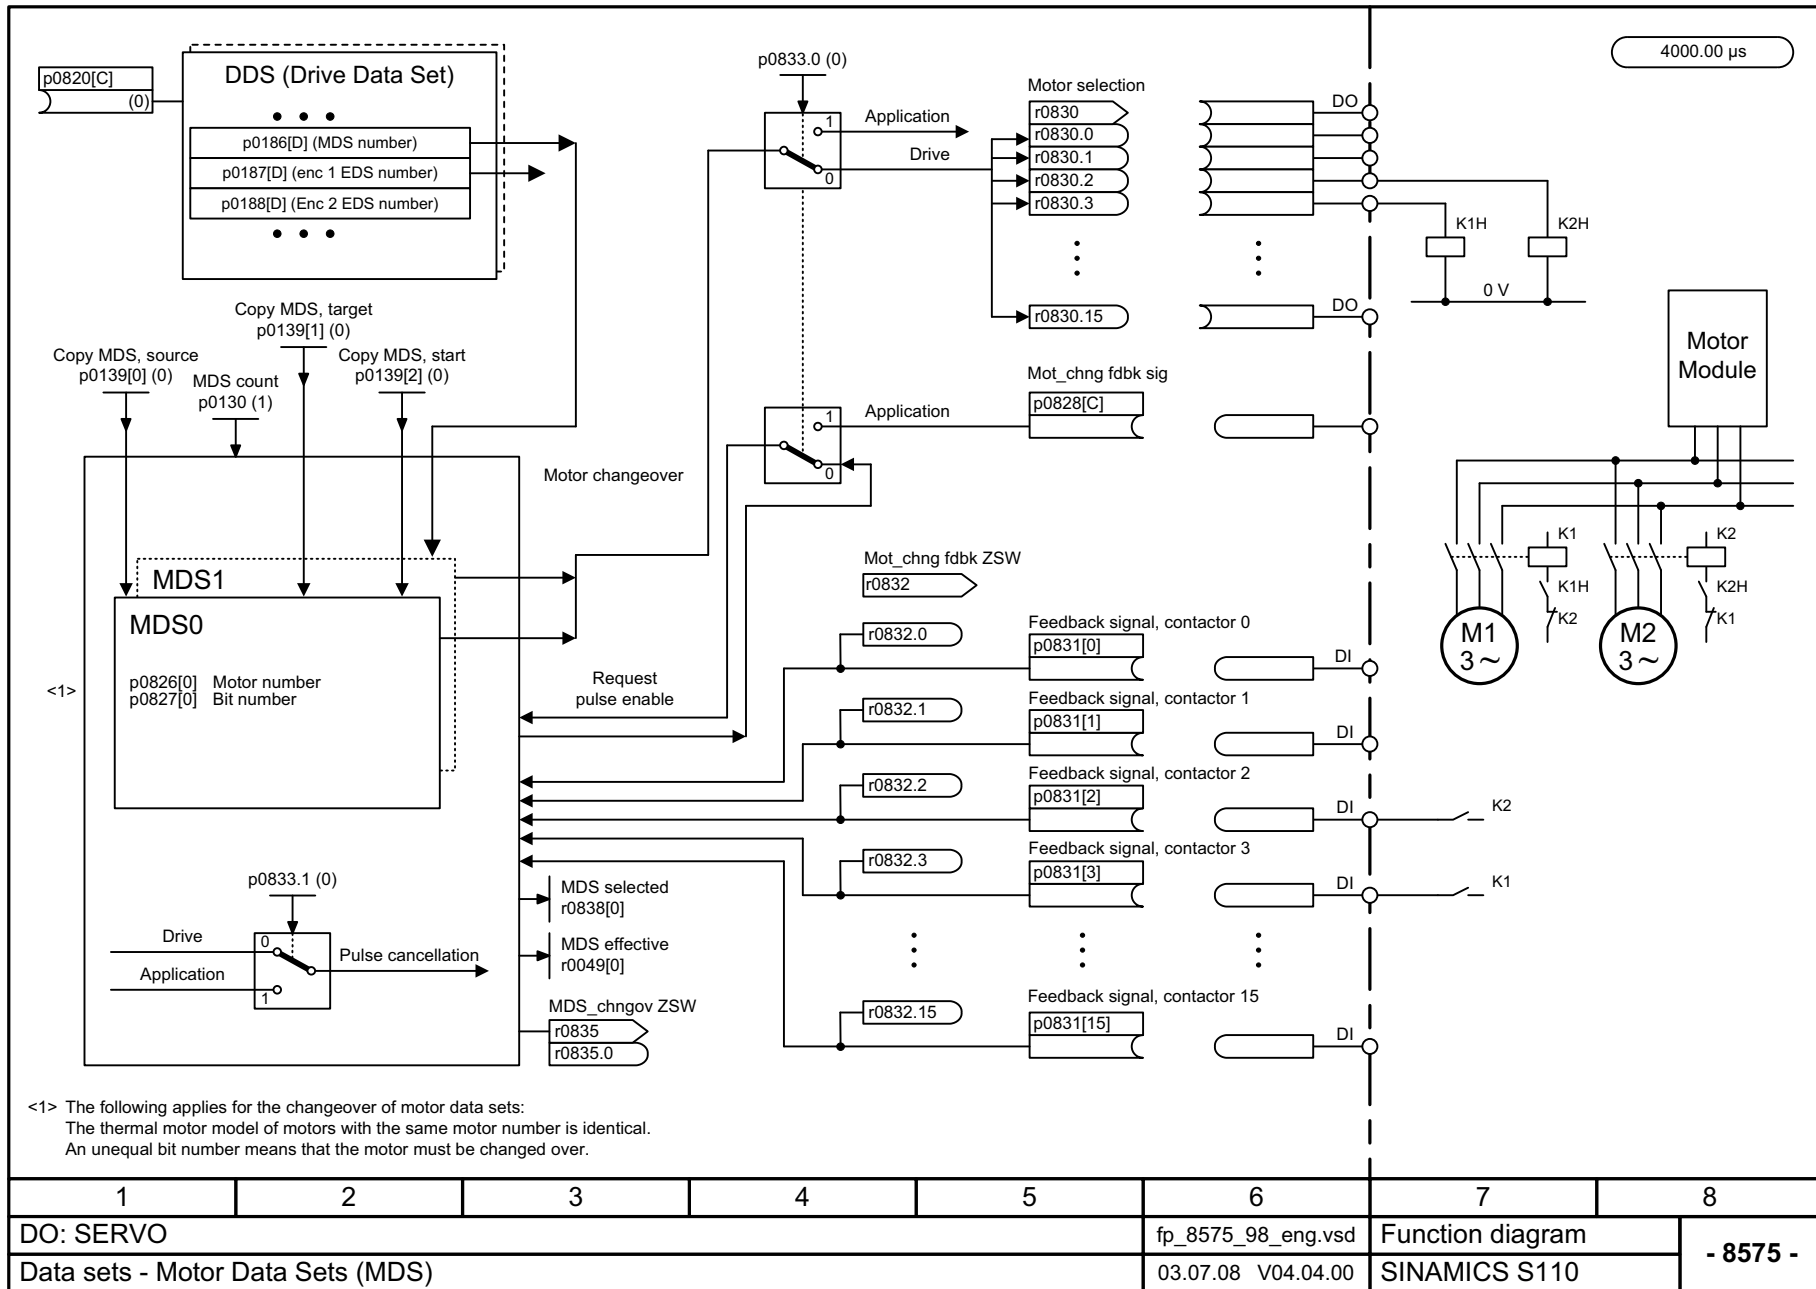 4000.00 µs
p0820[C]
(0)
DDS (Drive Data Set)
p0186[D] (MDS number)
p0187[D] (enc 1 EDS number)
p0188[D] (Enc 2 EDS number)
p0833.0 (0)
1
0
Application
Drive
Motor selection
r0830
r0830.0
r0830.1
r0830.2
r0830.3
r0830.15
DO
DO
K1H
K2H
0 V
Motor
Module
Copy MDS, target
p0139[1] (0)
Copy MDS, source
p0139[0] (0)
MDS count
p0130 (1)
Copy MDS, start
p0139[2] (0)
Mot_chng fdbk sig
p0828[C]
1
0
Application
Motor changeover
MDS1
MDS0
p0826[0] Motor number
p0827[0] Bit number
<1>
Request
pulse enable
Mot_chng fdbk ZSW
r0832
r0832.0
Feedback signal, contactor 0
p0831[0]
DI
r0832.1
Feedback signal, contactor 1
p0831[1]
DI
r0832.2
Feedback signal, contactor 2
p0831[2]
DI
K2
r0832.3
Feedback signal, contactor 3
p0831[3]
DI
K1
r0832.15
Feedback signal, contactor 15
p0831[15]
DI
K1
K1H
K2
K2
K2H
K1
M1
3 ~
M2
3 ~
p0833.1 (0)
Drive
Application
0
1
Pulse cancellation
MDS selected
r0838[0]
MDS effective
r0049[0]
MDS_chngov ZSW
r0835
r0835.0
<1> The following applies for the changeover of motor data sets:
The thermal motor model of motors with the same motor number is identical.
An unequal bit number means that the motor must be changed over.
1 2 3 4 5 6 7 8
DO: SERVO
fp_8575_98_eng.vsd
Function diagram
- 8575 -
Data sets - Motor Data Sets (MDS)
03.07.08 V04.04.00
SINAMICS S110